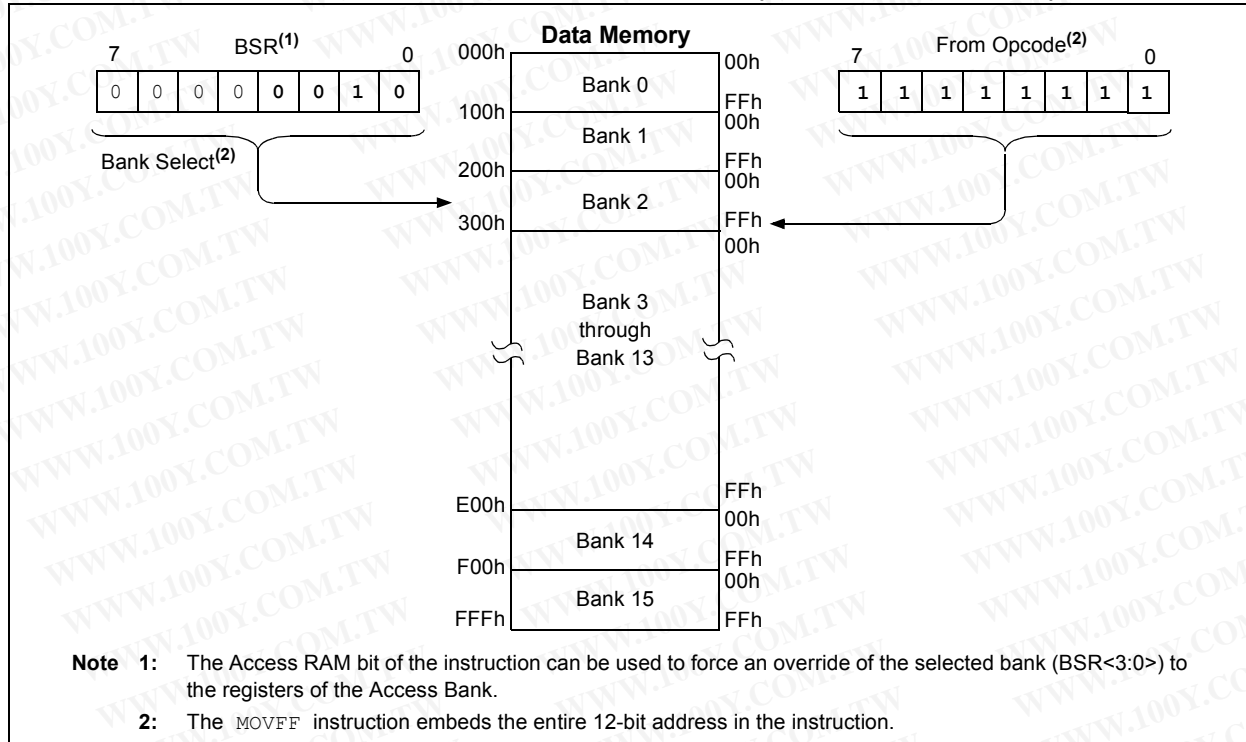 Data Memory
7 BSR(1) 0
0 0 0 0 0 0 1 0
Bank Select(2)
000h
100h
200h
300h
E00h
F00h
FFFh
Bank 0
Bank 1
Bank 2
Bank 3
through
Bank 13
Bank 14
Bank 15
00h
FFh
00h
FFh
00h
FFh
00h
FFh
00h
FFh
00h
FFh
7 From Opcode(2) 0
1 1 1 1 1 1 1 1
Note 1: The Access RAM bit of the instruction can be used to force an override of the selected bank (BSR<3:0>) to
the registers of the Access Bank.
2: The MOVFF instruction embeds the entire 12-bit address in the instruction.
WWW.100Y.COM.TW